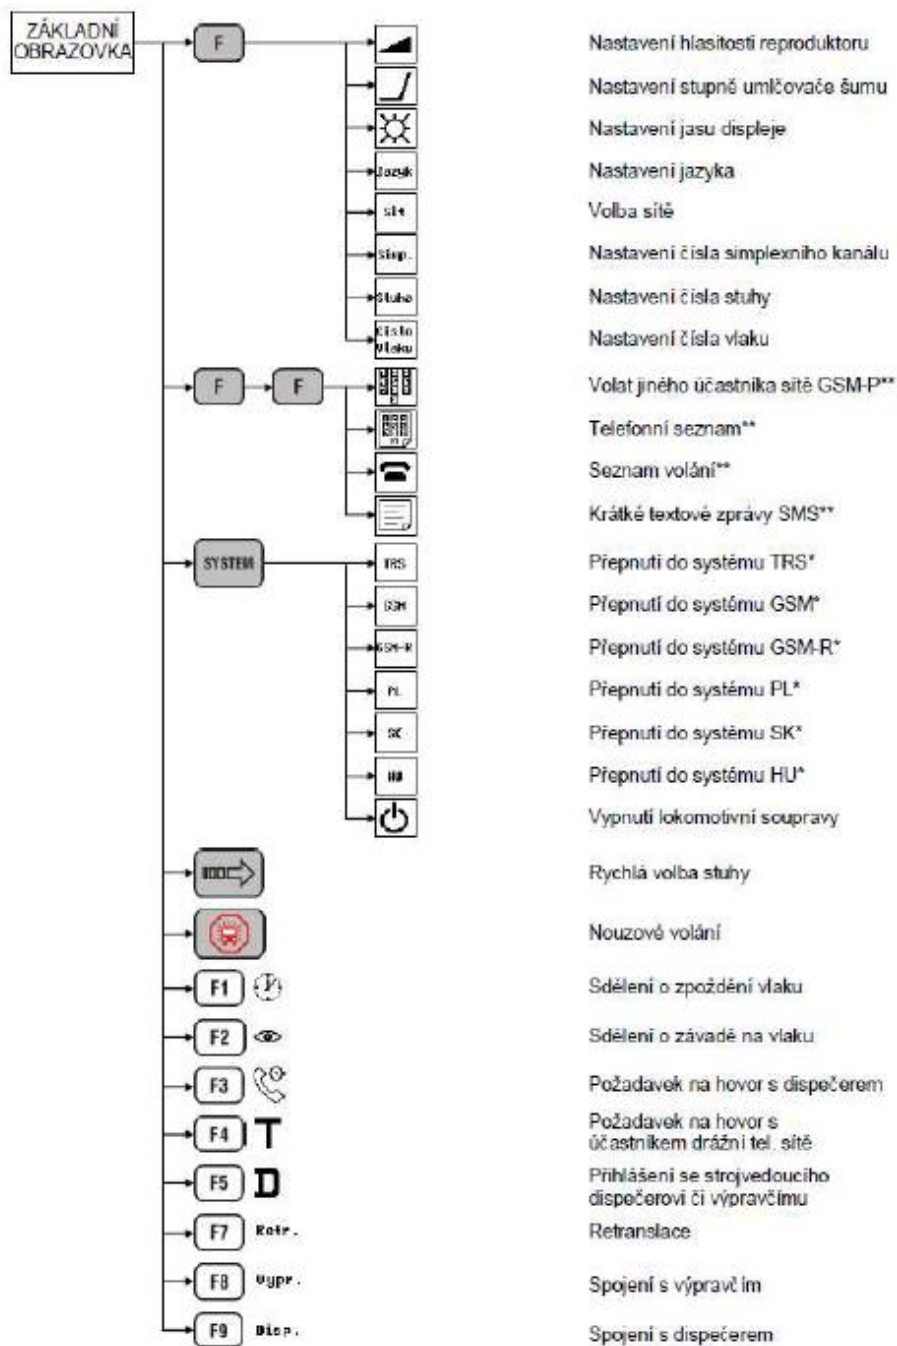 ZÁKLADNÍ
OBRAZOVKA
F
Nastavení hlasitosti reproduktoru
Nastavení stupně umlčovače šumu
Nastavení jasu displeje
Jazyk Nastavení jazyka
Síť Volba sítě
Simp. Nastavení čísla simplexního kanálu
Stuha Nastavení čísla stuhy
Číslo
Vlaku Nastavení čísla vlaku
F F Volat jiného účastníka sítě GSM-P**
Telefonní seznam**
Seznam volání**
Krátké textové zprávy SMS**
SYSTEM TRS Přepnutí do systému TRS*
GSM Přepnutí do systému GSM*
GSM-R Přepnutí do systému GSM-R*
PL Přepnutí do systému PL*
SK Přepnutí do systému SK*
HU Přepnutí do systému HU*
Vypnutí lokomotivní soupravy
Rychlá volba stuhy
Nouzové volání
F1 Sdělení o zpoždění vlaku
F2 Sdělení o závadě na vlaku
F3 Požadavek na hovor s dispečerem
F4 T Požadavek na hovor s
účastníkem drážní tel. sítě
F5 D Přihlášení se strojvedoucího
dispečerovi či výpravčímu
F7 Retr. Retranslace
F8 Vypr. Spojení s výpravčím
F9 Disp. Spojení s dispečerem